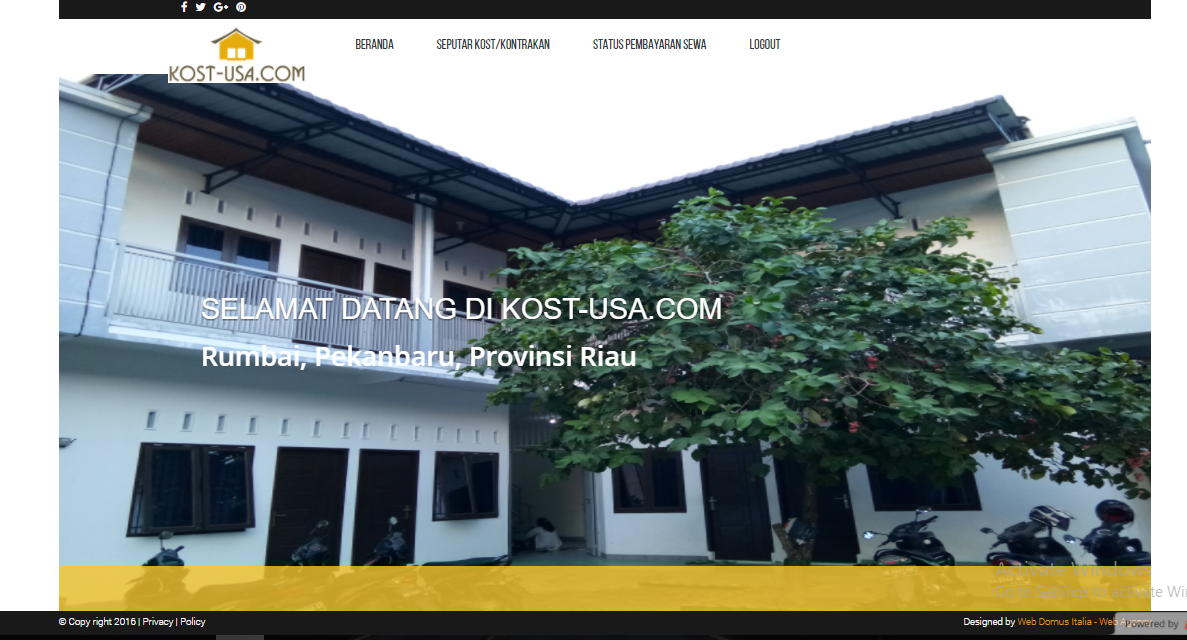 KOST-USA.COM
BERANDA SEPUTAR KOST/KONTRAKAN STATUS PEMBAYARAN SEWA LOGOUT
SELAMAT DATANG DI KOST-USA.COM
Rumbai, Pekanbaru, Provinsi Riau
Activate Windows
Go to Settings to activate Win
© Copy right 2016 | Privacy | Policy
Designed by Web Domus Italia - Web
Powered by